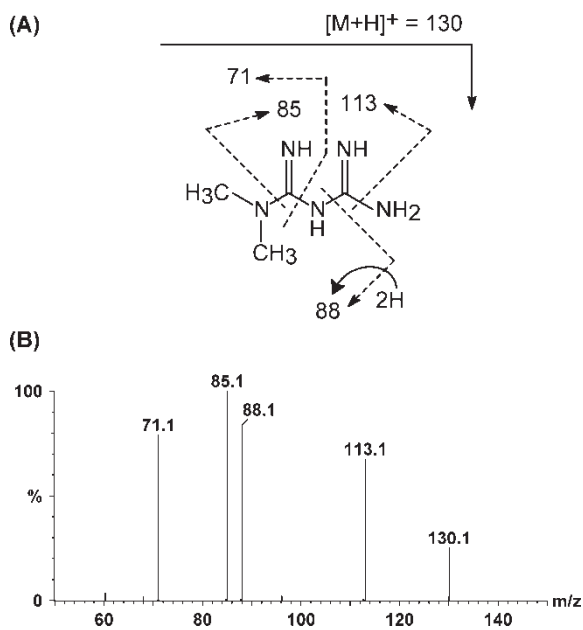 (A)
[M+H]⁺ = 130
71
85
113
NH
NH
H3C
N
N
H
NH2
CH3
88
2H
(B)
100
85.1
88.1
71.1
113.1
%
130.1
0
60
80
100
120
140
m/z